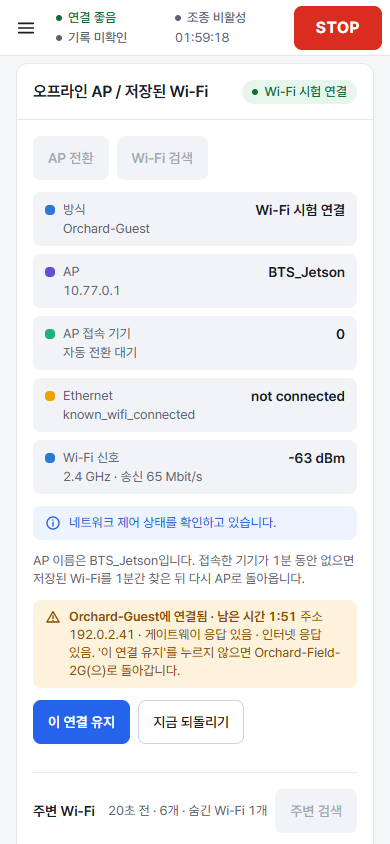 연결 좋음
조종 비활성
기록 미확인
01:59:18
STOP
오프라인 AP / 저장된 Wi-Fi
Wi-Fi 시험 연결
AP 전환
Wi-Fi 검색
방식
Wi-Fi 시험 연결
Orchard-Guest
AP
BTS_Jetson
10.77.0.1
AP 접속 기기
0
자동 전환 대기
Ethernet
not connected
known_wifi_connected
Wi-Fi 신호
-63 dBm
2.4 GHz · 송신 65 Mbit/s
네트워크 제어 상태를 확인하고 있습니다.
AP 이름은 BTS_Jetson입니다. 접속한 기기가 1분 동안 없으면
저장된 Wi-Fi를 1분간 찾은 뒤 다시 AP로 돌아옵니다.
Orchard-Guest에 연결됨 · 남은 시간 1:51 주소
192.0.2.41 · 게이트웨이 응답 있음 · 인터넷 응답
있음. '이 연결 유지'를 누르지 않으면 Orchard-Field-
2G(으)로 돌아갑니다.
이 연결 유지
지금 되돌리기
주변 Wi-Fi
20초 전 · 6개 · 숨긴 Wi-Fi 1개
주변 검색